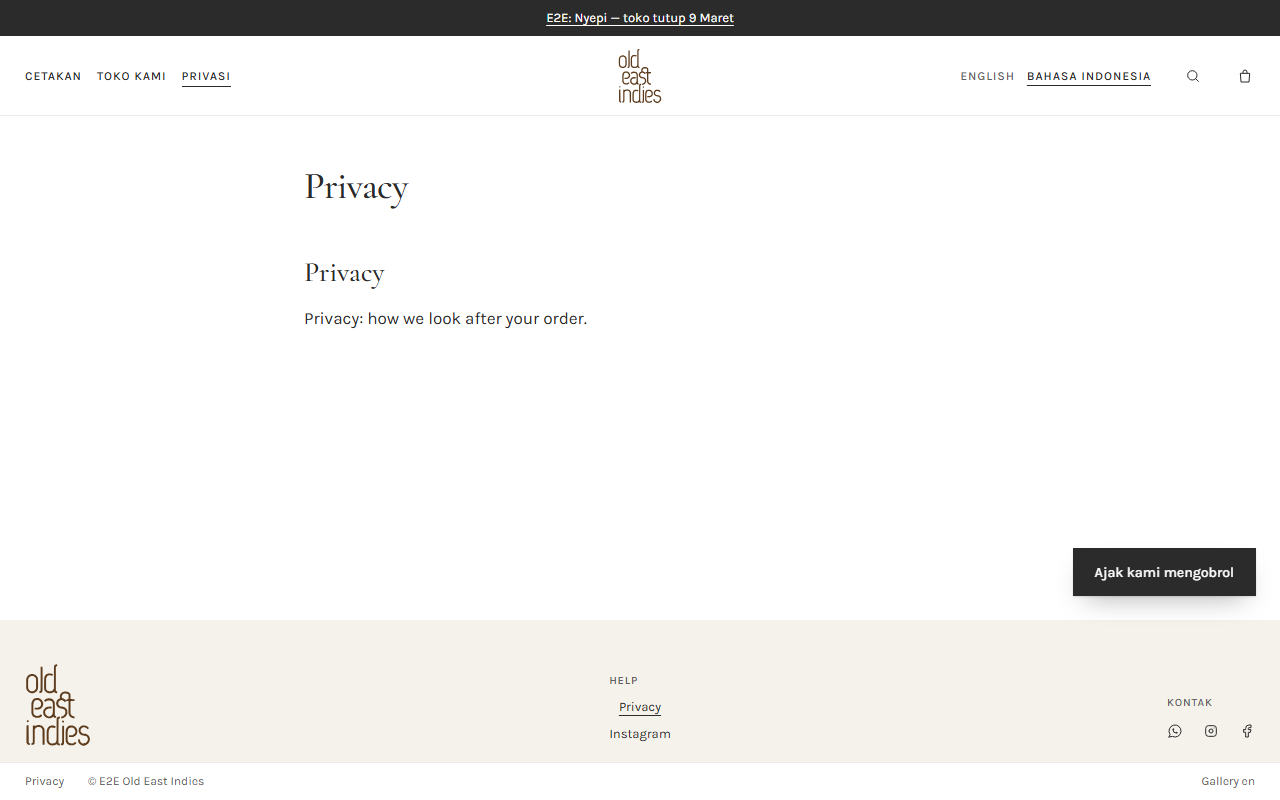 E2E: Nyepi — toko tutup 9 Maret
CETAKAN TOKO KAMI PRIVASI
old
east
indies
ENGLISH BAHASA INDONESIA
Privacy
Privacy
Privacy: how we look after your order.
Ajak kami mengobrol
old
east
indies
HELP
Privacy
Instagram
KONTAK
Privacy © E2E Old East Indies
Gallery en